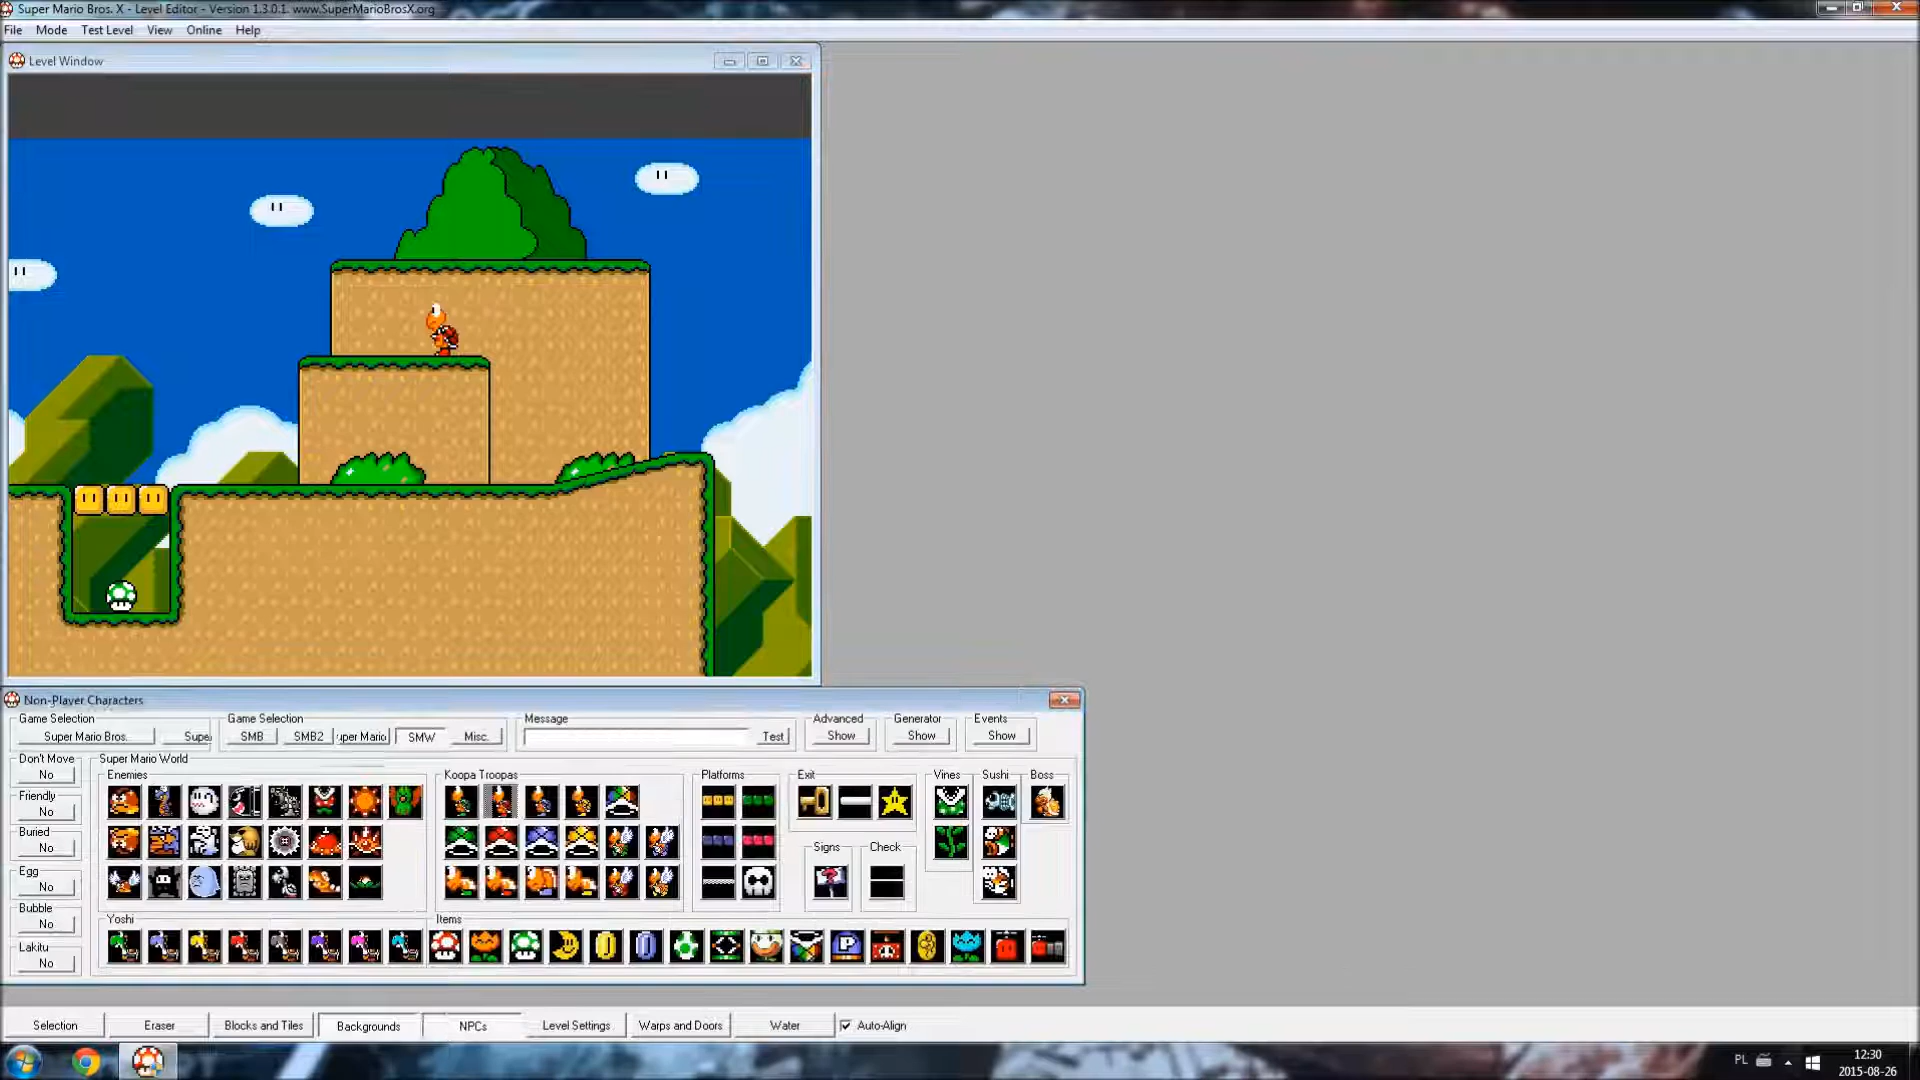 Super Mario Bros. X - Level Editor - Version 1.3.0.1. www.SuperMarioBrosX.org
File Mode Test Level View Online Help
Level Window
Non-Player Characters
Game Selection Game Selection Message Advanced Generator Events
Super Mario Bros. Super SMB SMB2 uper Mario SMW Misc. Test Show Show Show
Don't Move
No
Friendly
No
Buried
No
Egg
No
Bubble
No
Lakitu
No
Super Mario World
Enemies Koopa Troopas Platforms Exit Vines Sushi Boss
Signs Check
Yoshi Items
Selection Eraser Blocks and Tiles Backgrounds NPCs Level Settings Warps and Doors Water Auto-Align
PL 12:30
2015-08-26